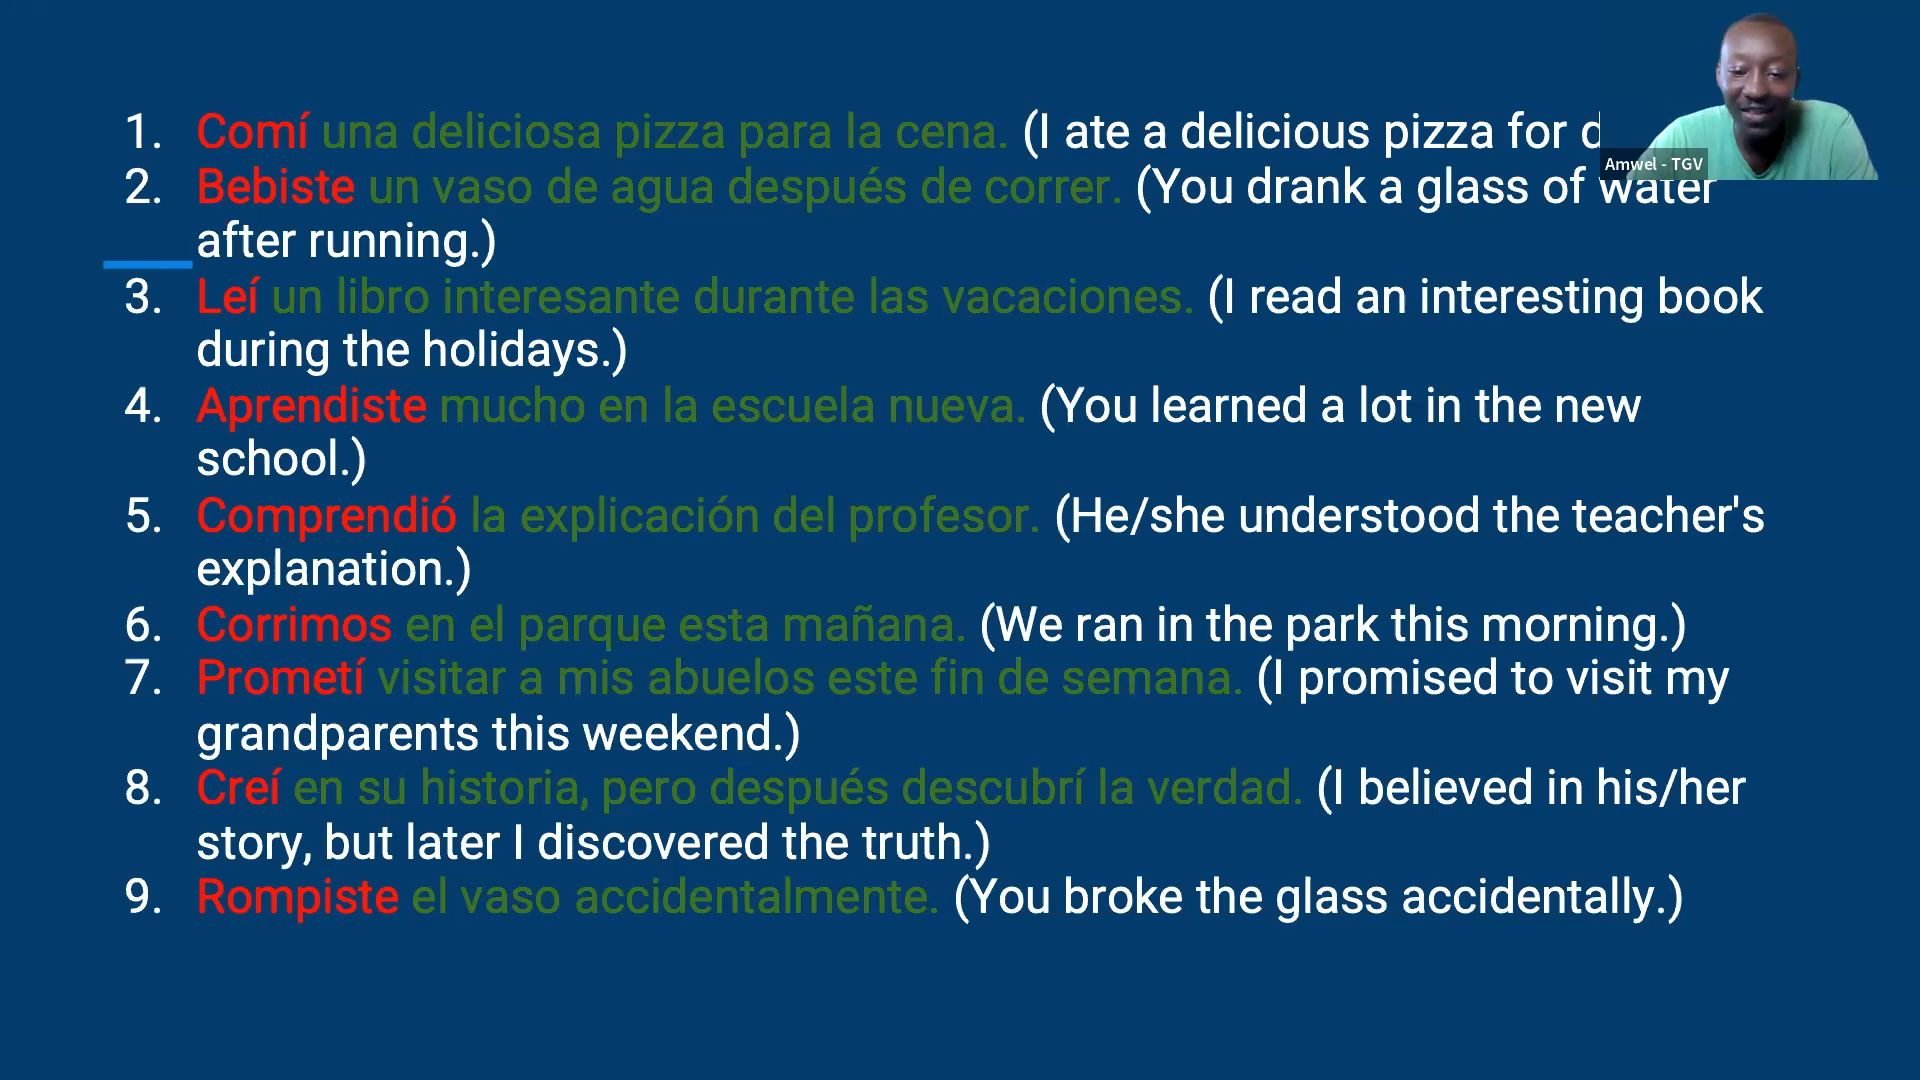 1. Comí una deliciosa pizza para la cena. (I ate a delicious pizza for
2. Bebiste un vaso de agua después de correr. (You drank a glass of water
after running.)
3. Leí un libro interesante durante las vacaciones. (I read an interesting book
during the holidays.)
4. Aprendiste mucho en la escuela nueva. (You learned a lot in the new
school.)
5. Comprendió la explicación del profesor. (He/she understood the teacher's
explanation.)
6. Corrimos en el parque esta mañana. (We ran in the park this morning.)
7. Prometí visitar a mis abuelos este fin de semana. (I promised to visit my
grandparents this weekend.)
8. Creí en su historia, pero después descubrí la verdad. (I believed in his/her
story, but later I discovered the truth.)
9. Rompiste el vaso accidentalmente. (You broke the glass accidentally.)
Amwel - TGV